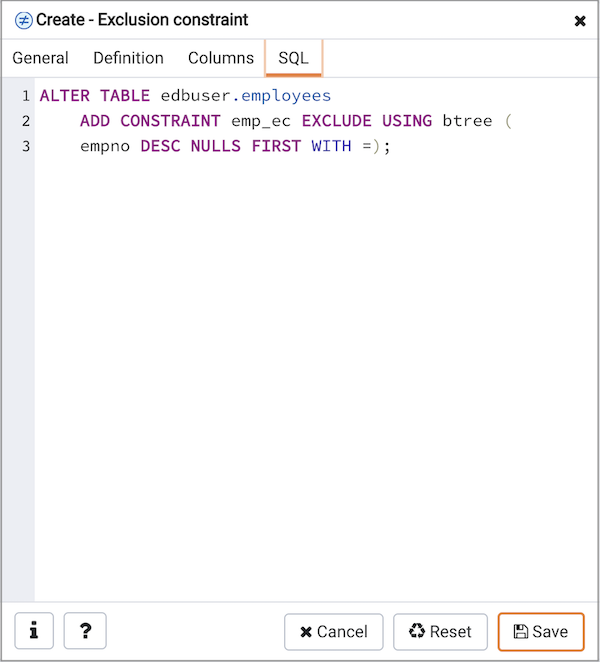 Create - Exclusion constraint
General Definition Columns SQL
1 ALTER TABLE edbuser.employees
2 ADD CONSTRAINT emp_ec EXCLUDE USING btree (
3 empno DESC NULLS FIRST WITH =);
i ? Cancel Reset Save